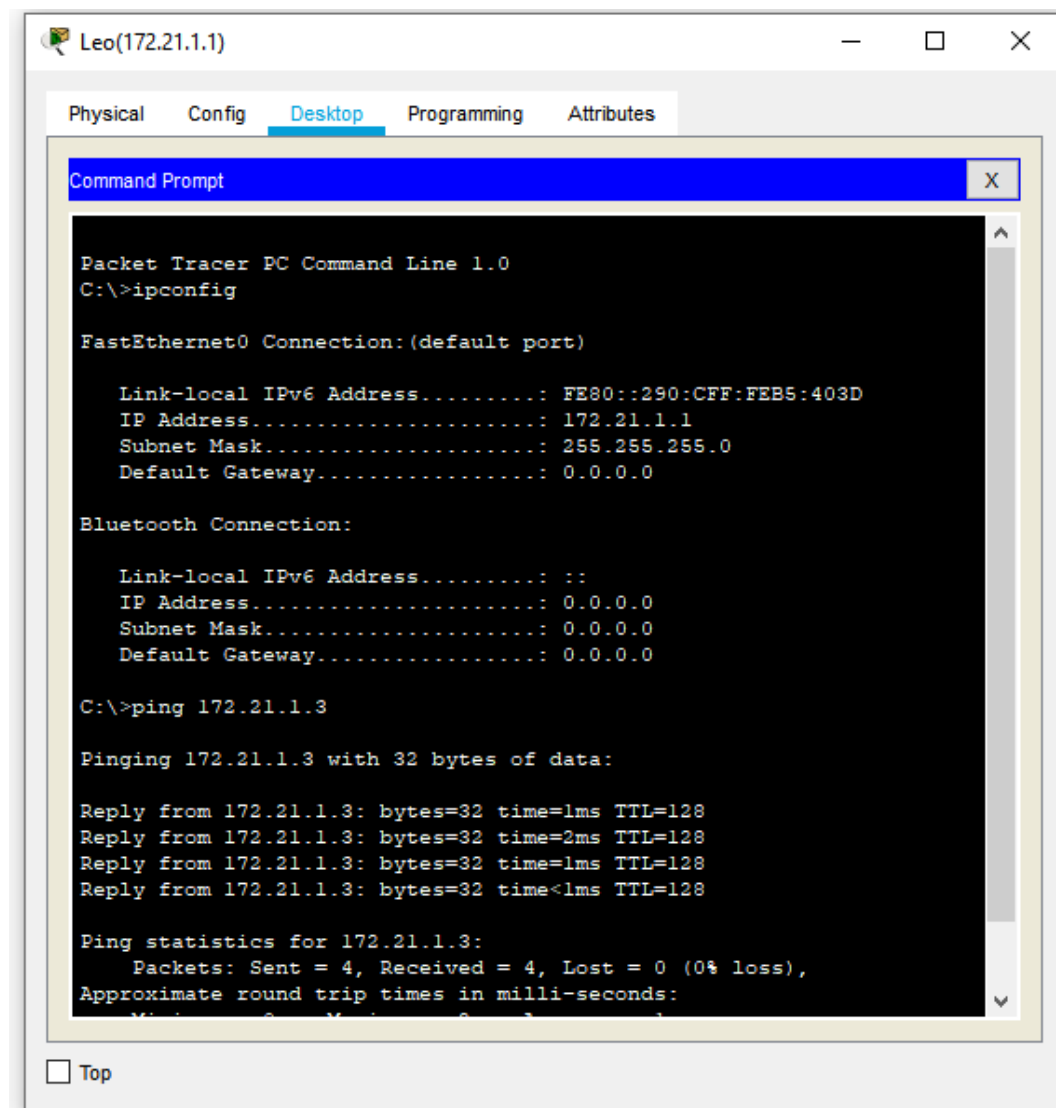 Leo(172.21.1.1)
Physical Config Desktop Programming Attributes
Command Prompt X
Packet Tracer PC Command Line 1.0
C:\>ipconfig
FastEthernet0 Connection:(default port)
Link-local IPv6 Address.........: FE80::290:CFF:FEB5:403D
IP Address......................: 172.21.1.1
Subnet Mask.....................: 255.255.255.0
Default Gateway.................: 0.0.0.0
Bluetooth Connection:
Link-local IPv6 Address.........: ::
IP Address......................: 0.0.0.0
Subnet Mask.....................: 0.0.0.0
Default Gateway.................: 0.0.0.0
C:\>ping 172.21.1.3
Pinging 172.21.1.3 with 32 bytes of data:
Reply from 172.21.1.3: bytes=32 time=1ms TTL=128
Reply from 172.21.1.3: bytes=32 time=2ms TTL=128
Reply from 172.21.1.3: bytes=32 time=1ms TTL=128
Reply from 172.21.1.3: bytes=32 time<1ms TTL=128
Ping statistics for 172.21.1.3:
Packets: Sent = 4, Received = 4, Lost = 0 (0% loss),
Approximate round trip times in milli-seconds:
Top